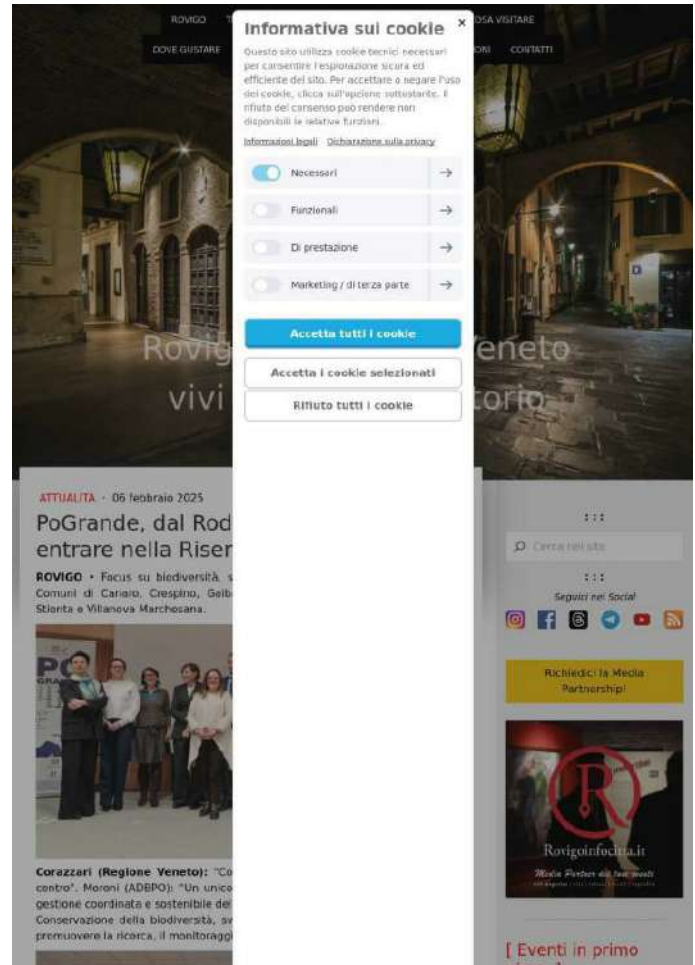 ROVIGO
COSA VISITARE
DOVE GUSTARE
CONTATTI
Informativa sui cookie ×
Questo sito utilizza cookie tecnici necessari
per consentire l'esplorazione sicura ed
efficiente del sito. Per accettare o negare l'uso
dei cookie, clicca sull'opzione sottostante. Il
rifiuto del consenso può rendere non
disponibili le relative funzioni.
Informazioni legali Dichiarazione sulla privacy
Necessari →
Funzionali →
Di prestazione →
Marketing / di terza parte →
Accetta tutti i cookie
Accetta i cookie selezionati
Rifiuto tutti i cookie
Rovig
eneto
vivi
torio
ATTUALITA - 06 febbraio 2025
PoGrande, dal Rod
entrare nella Riser
ROVIGO • Focus su biodiversità, s
Comuni di Canaro, Crespino, Gaib
Stienta e Villanova Marchesana.
Corazzari (Regione Veneto): "Co
centro". Moroni (ADBPO): "Un unico
gestione coordinata e sostenibile del
Conservazione della biodiversità, sv
promuovere la ricerca, il monitoraggi
:::
Cerca nel sito
:::
Seguici nei Social
Richiedici la Media
Partnership!
R
Rovigoinfocitta.it
Media Partner dei tuoi eventi
[ Eventi in primo